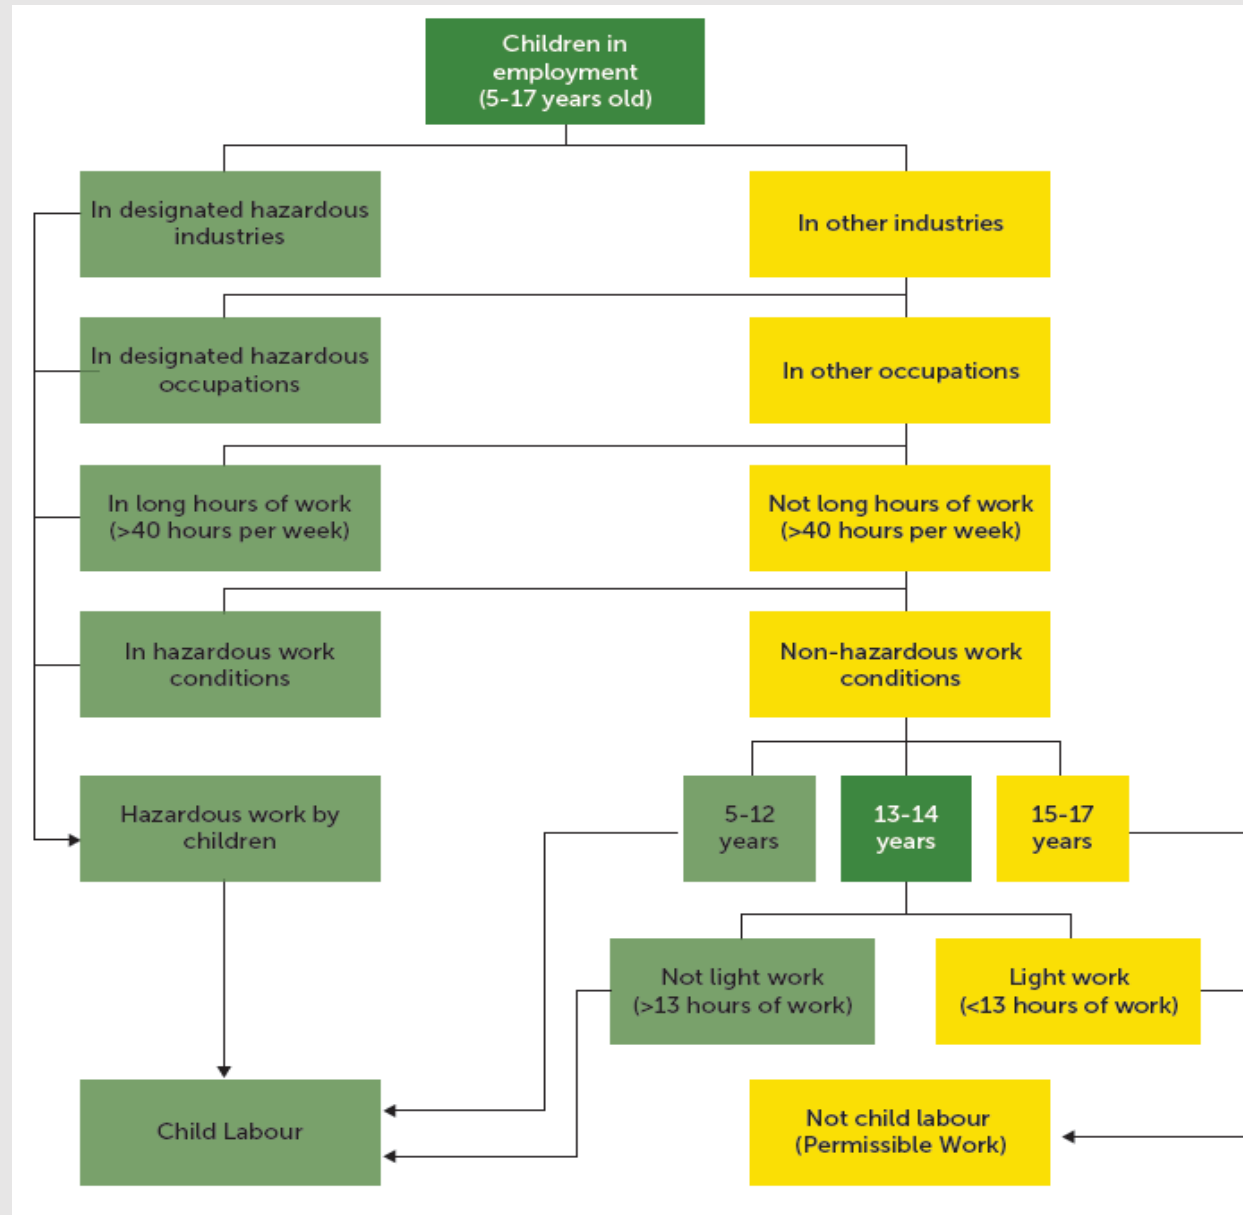 Children in
employment
(5-17 years old)
In designated hazardous
industries
In other industries
In designated hazardous
occupations
In other occupations
In long hours of work
(>40 hours per week)
Not long hours of work
(>40 hours per week)
In hazardous work
conditions
Non-hazardous work
conditions
Hazardous work by
children
5-12
years
13-14
years
15-17
years
Not light work
(>13 hours of work)
Light work
(<13 hours of work)
Child Labour
Not child labour
(Permissible Work)